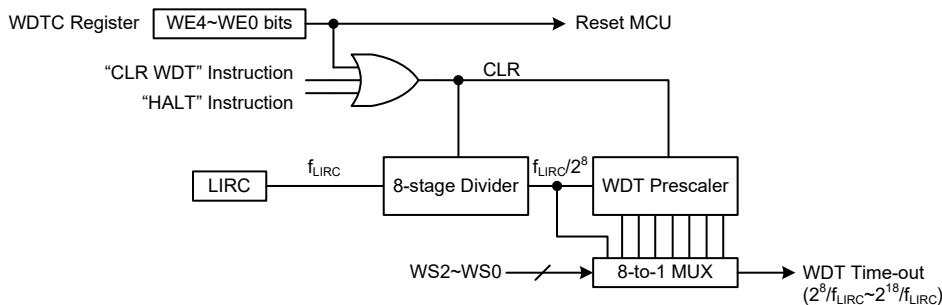 WDTC Register
WE4~WE0 bits
Reset MCU
“CLR WDT” Instruction
CLR
“HALT” Instruction
fLIRC
fLIRC/2⁸
LIRC
8-stage Divider
WDT Prescaler
WS2~WS0
8-to-1 MUX
WDT Time-out
(2⁸/fLIRC~2¹⁸/fLIRC)